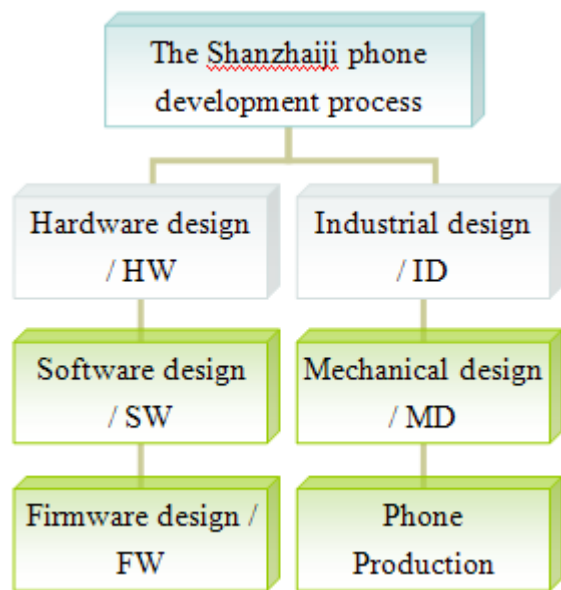 The Shanzhaiji phone
development process
Hardware design
/ HW
Industrial design
/ ID
Software design
/ SW
Mechanical design
/ MD
Firmware design /
FW
Phone
Production